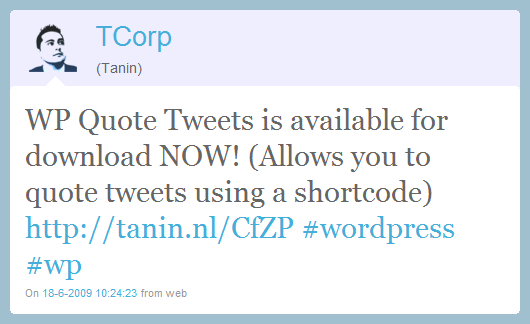 TCorp
(Tanin)
WP Quote Tweets is available for
download NOW! (Allows you to
quote tweets using a shortcode)
http://tanin.nl/CfZP #wordpress
#wp
On 18-6-2009 10:24:23 from web